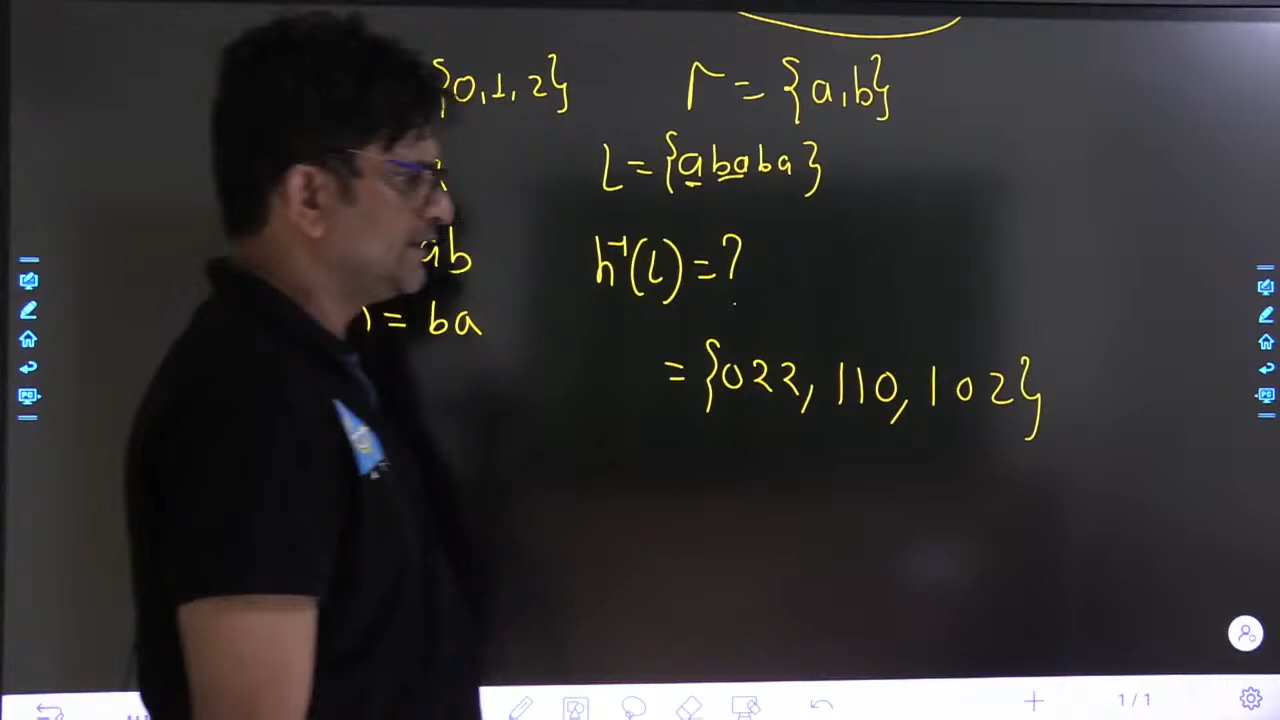 {0,1,2} Γ = {a,b}
L = {ababa}
ab h⁻¹(L) = ?
) = ba
= {022, 110, 102}
1/1